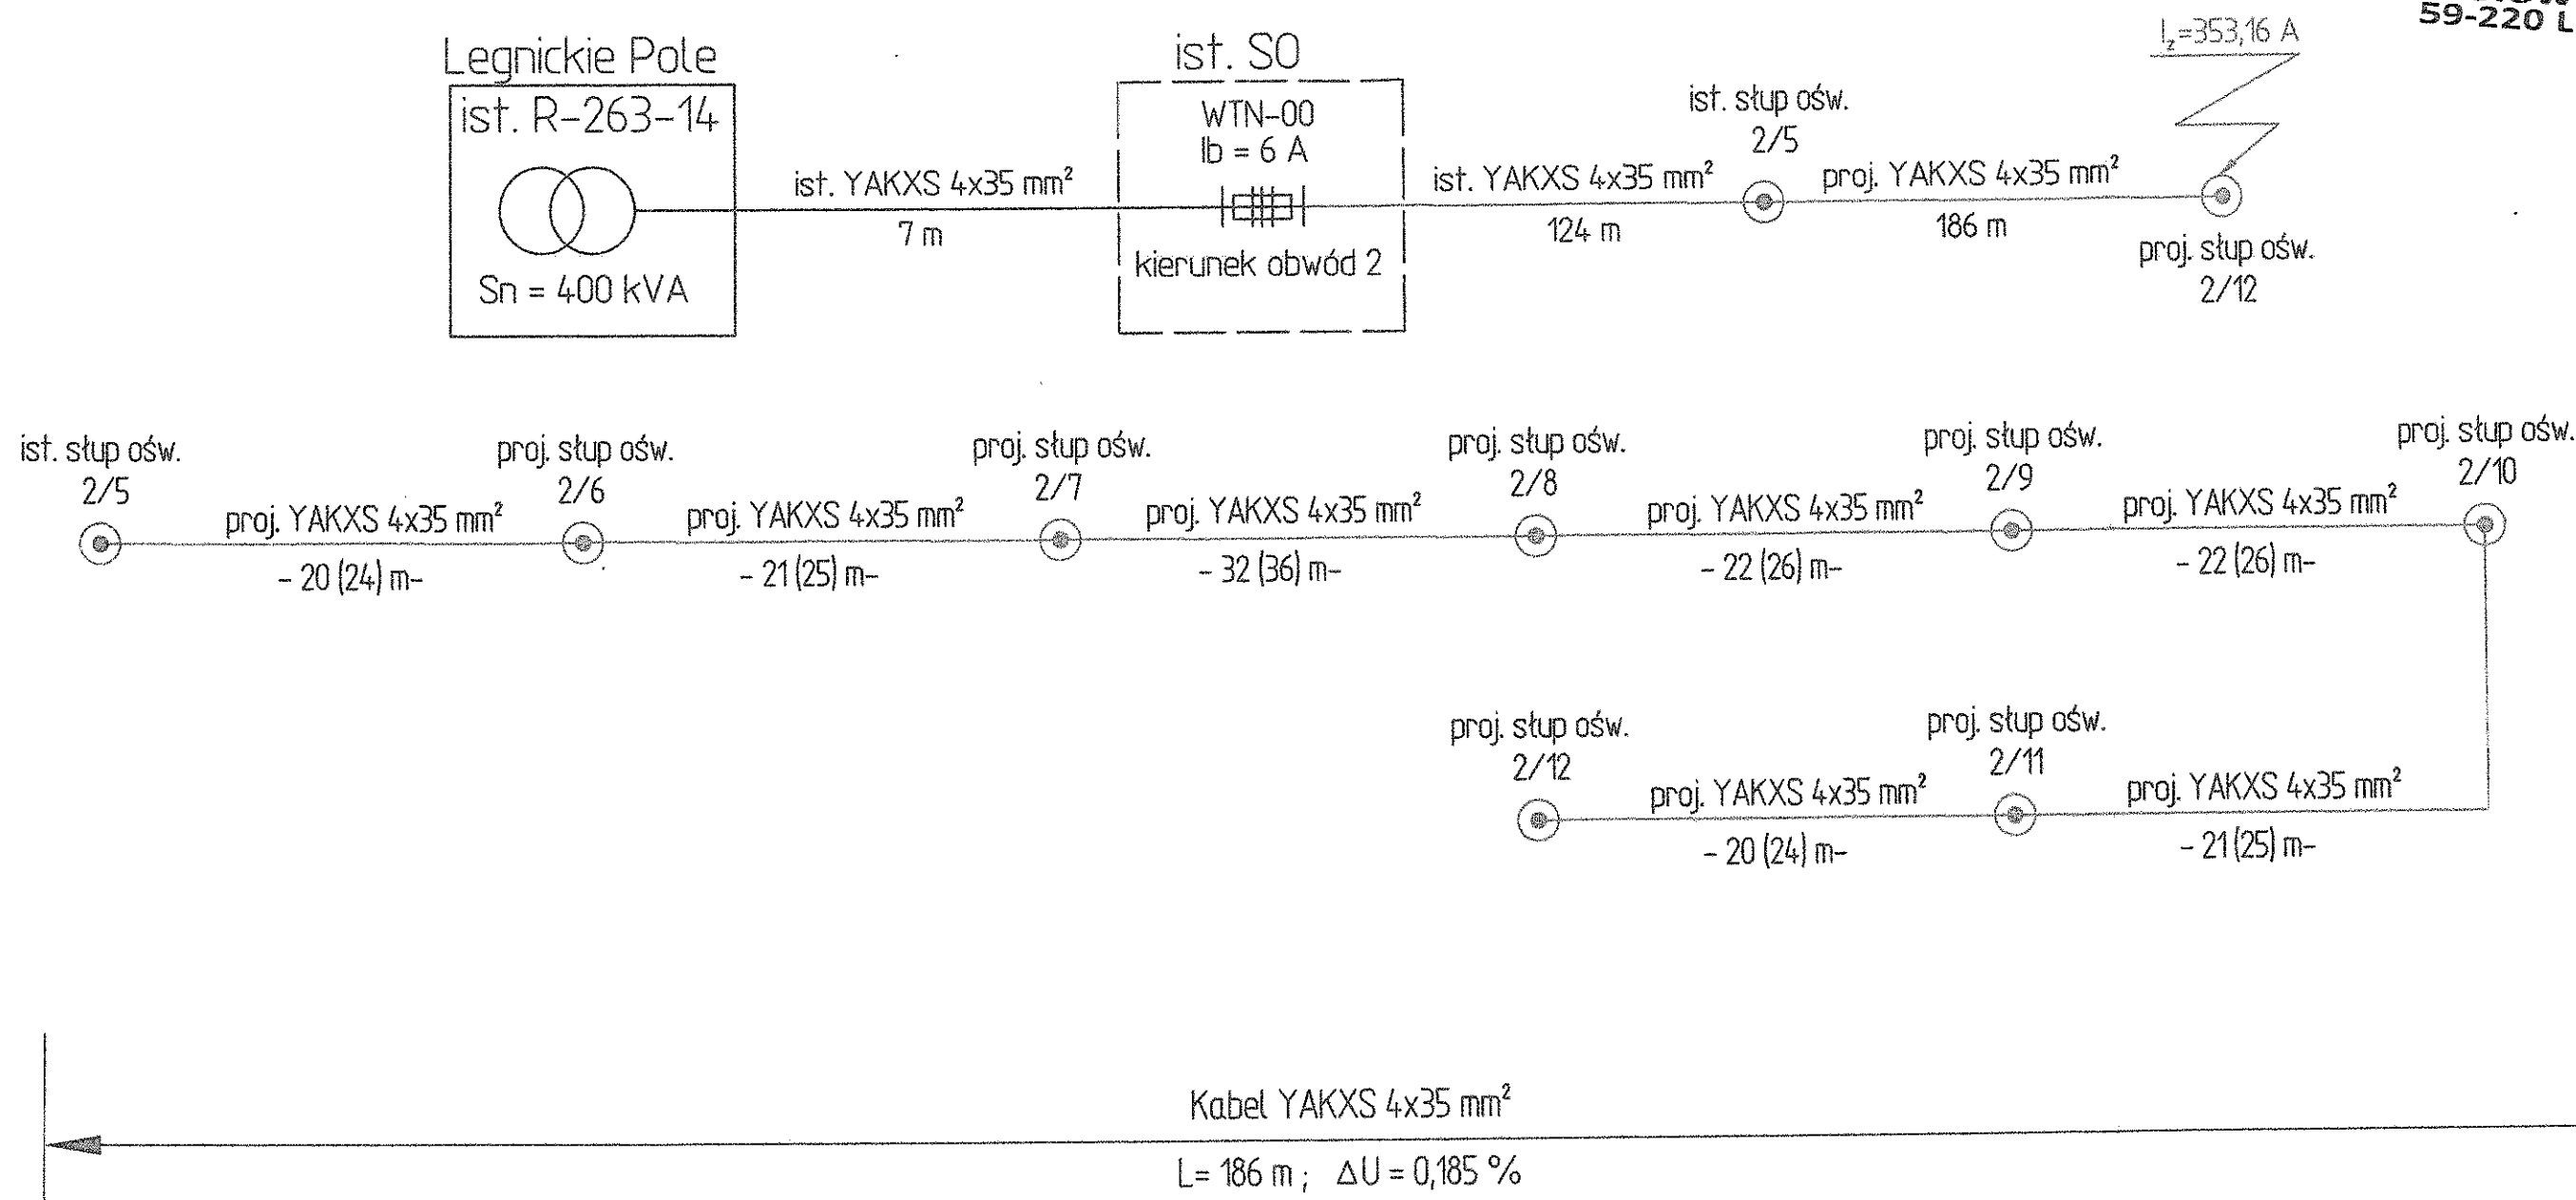 59-220 L
I_z=353,16 A
Legnickie Pole
ist. R-263-14
Sn = 400 kVA
ist. YAKXS 4x35 mm²
7 m
ist. SO
WTN-00
Ib = 6 A
kierunek obwód 2
ist. YAKXS 4x35 mm²
124 m
ist. słup ośw.
2/5
proj. YAKXS 4x35 mm²
186 m
proj. słup ośw.
2/12
ist. słup ośw.
2/5
proj. YAKXS 4x35 mm²
- 20 (24) m-
proj. słup ośw.
2/6
proj. YAKXS 4x35 mm²
- 21 (25) m-
proj. słup ośw.
2/7
proj. YAKXS 4x35 mm²
- 32 (36) m-
proj. słup ośw.
2/8
proj. YAKXS 4x35 mm²
- 22 (26) m-
proj. słup ośw.
2/9
proj. YAKXS 4x35 mm²
- 22 (26) m-
proj. słup ośw.
2/10
proj. słup ośw.
2/12
proj. YAKXS 4x35 mm²
- 20 (24) m-
proj. słup ośw.
2/11
proj. YAKXS 4x35 mm²
- 21 (25) m-
Kabel YAKXS 4x35 mm²
L= 186 m ; ΔU = 0,185 %